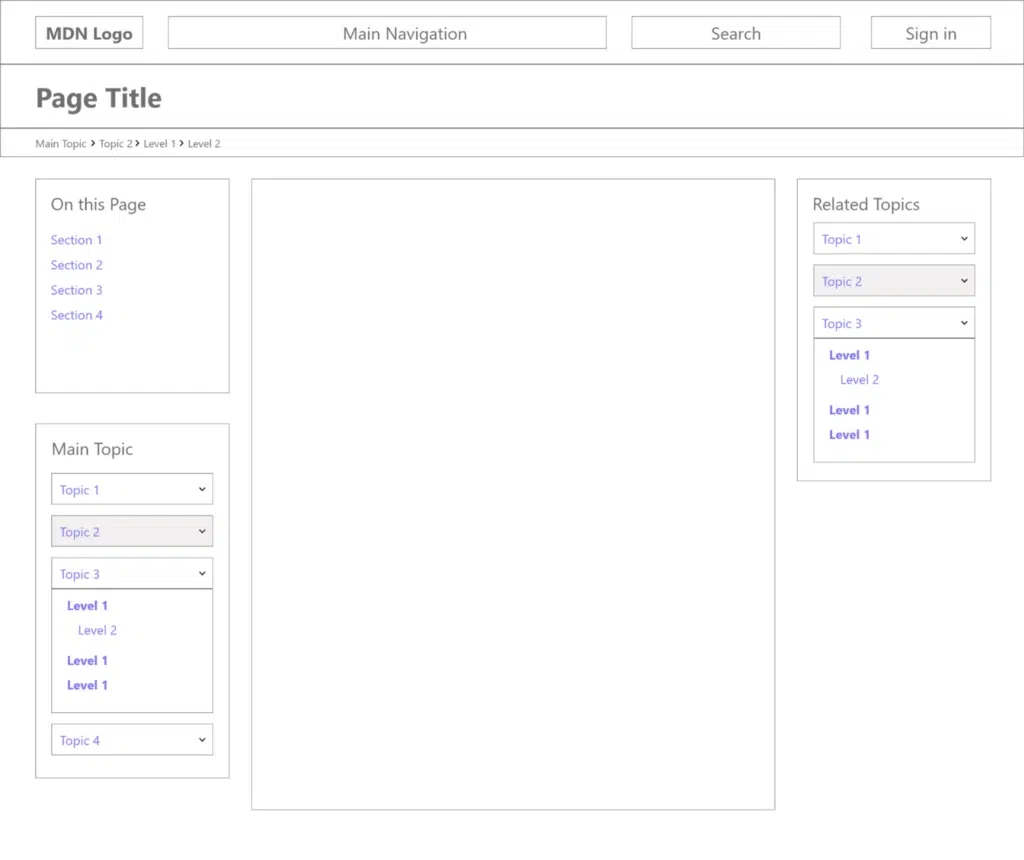 MDN Logo
Main Navigation
Search
Sign in
Page Title
Main Topic > Topic 2 > Level 1 > Level 2
On this Page
Section 1
Section 2
Section 3
Section 4
Main Topic
Topic 1
Topic 2
Topic 3
Level 1
Level 2
Level 1
Level 1
Topic 4
Related Topics
Topic 1
Topic 2
Topic 3
Level 1
Level 2
Level 1
Level 1